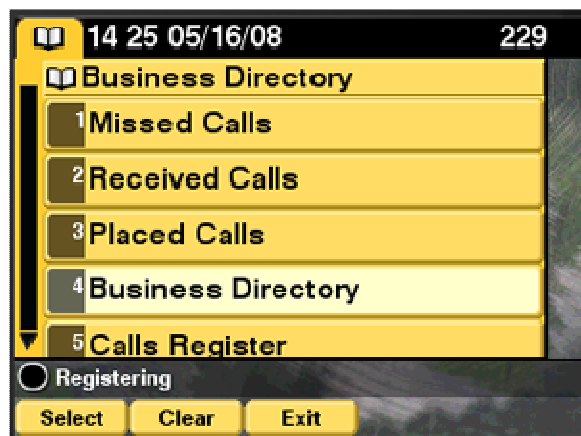 14 25 05/16/08 229
Business Directory
1 Missed Calls
2 Received Calls
3 Placed Calls
4 Business Directory
5 Calls Register
Registering
Select Clear Exit